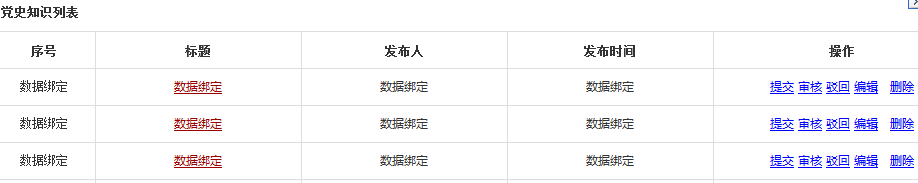 党史知识列表
序号 标题 发布人 发布时间 操作
数据绑定 数据绑定 数据绑定 数据绑定 提交 审核 驳回 编辑 删除
数据绑定 数据绑定 数据绑定 数据绑定 提交 审核 驳回 编辑 删除
数据绑定 数据绑定 数据绑定 数据绑定 提交 审核 驳回 编辑 删除